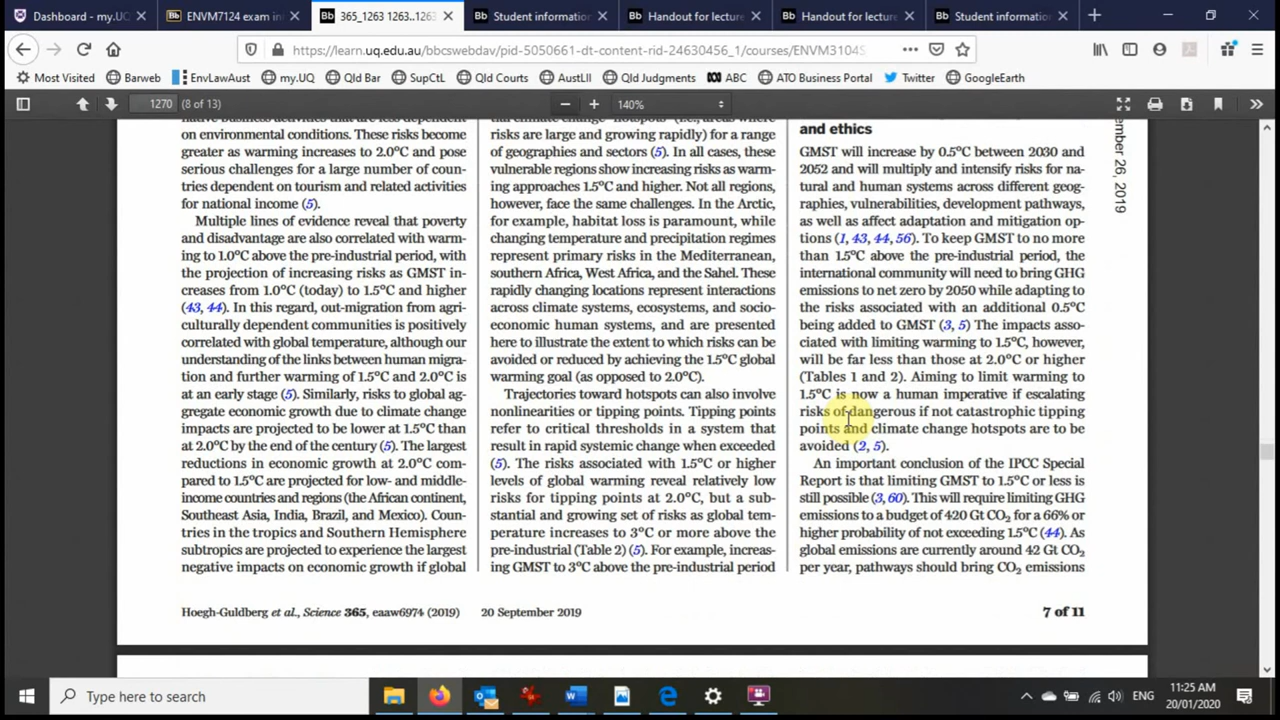 Dashboard - my.UC
ENVM7124 exam in
365_1263 1263..1263
Student informatio
Handout for lecture
Handout for lecture
Student informatio
https://learn.uq.edu.au/bbcswebdav/pid-5050661-dt-content-rid-24630456_1/courses/ENVM3104S
Most Visited
Barweb
EnvLawAust
my.UQ
Qld Bar
SupCtL
Qld Courts
AustLII
Qld Judgments
ABC
ATO Business Portal
Twitter
GoogleEarth
1270 (8 of 13)
140%
native business activities that are less dependent
on environmental conditions. These risks become
greater as warming increases to 2.0°C and pose
serious challenges for a large number of coun-
tries dependent on tourism and related activities
for national income (5).
Multiple lines of evidence reveal that poverty
and disadvantage are also correlated with warm-
ing to 1.0°C above the pre-industrial period, with
the projection of increasing risks as GMST in-
creases from 1.0°C (today) to 1.5°C and higher
(43, 44). In this regard, out-migration from agri-
culturally dependent communities is positively
correlated with global temperature, although our
understanding of the links between human migra-
tion and further warming of 1.5°C and 2.0°C is
at an early stage (5). Similarly, risks to global ag-
gregate economic growth due to climate change
impacts are projected to be lower at 1.5°C than
at 2.0°C by the end of the century (5). The largest
reductions in economic growth at 2.0°C com-
pared to 1.5°C are projected for low- and middle-
income countries and regions (the African continent,
Southeast Asia, India, Brazil, and Mexico). Coun-
tries in the tropics and Southern Hemisphere
subtropics are projected to experience the largest
negative impacts on economic growth if global
tial climate change "hotspots" (i.e., areas where
risks are large and growing rapidly) for a range
of geographies and sectors (5). In all cases, these
vulnerable regions show increasing risks as warm-
ing approaches 1.5°C and higher. Not all regions,
however, face the same challenges. In the Arctic,
for example, habitat loss is paramount, while
changing temperature and precipitation regimes
represent primary risks in the Mediterranean,
southern Africa, West Africa, and the Sahel. These
rapidly changing locations represent interactions
across climate systems, ecosystems, and socio-
economic human systems, and are presented
here to illustrate the extent to which risks can be
avoided or reduced by achieving the 1.5°C global
warming goal (as opposed to 2.0°C).
Trajectories toward hotspots can also involve
nonlinearities or tipping points. Tipping points
refer to critical thresholds in a system that
result in rapid systemic change when exceeded
(5). The risks associated with 1.5°C or higher
levels of global warming reveal relatively low
risks for tipping points at 2.0°C, but a sub-
stantial and growing set of risks as global tem-
perature increases to 3°C or more above the
pre-industrial (Table 2) (5). For example, increas-
ing GMST to 3°C above the pre-industrial period
and ethics
GMST will increase by 0.5°C between 2030 and
2052 and will multiply and intensify risks for na-
tural and human systems across different geog-
raphies, vulnerabilities, development pathways,
as well as affect adaptation and mitigation op-
tions (1, 43, 44, 56). To keep GMST to no more
than 1.5°C above the pre-industrial period, the
international community will need to bring GHG
emissions to net zero by 2050 while adapting to
the risks associated with an additional 0.5°C
being added to GMST (3, 5) The impacts asso-
ciated with limiting warming to 1.5°C, however,
will be far less than those at 2.0°C or higher
(Tables 1 and 2). Aiming to limit warming to
1.5°C is now a human imperative if escalating
risks of dangerous if not catastrophic tipping
points and climate change hotspots are to be
avoided (2, 5).
An important conclusion of the IPCC Special
Report is that limiting GMST to 1.5°C or less is
still possible (3, 60). This will require limiting GHG
emissions to a budget of 420 Gt CO₂ for a 66% or
higher probability of not exceeding 1.5°C (44). As
global emissions are currently around 42 Gt CO₂
per year, pathways should bring CO₂ emissions
ember 26, 2019
Hoegh-Guldberg et al., Science 365, eaaw6974 (2019) 20 September 2019
7 of 11
Type here to search
ENG
11:25 AM
20/01/2020